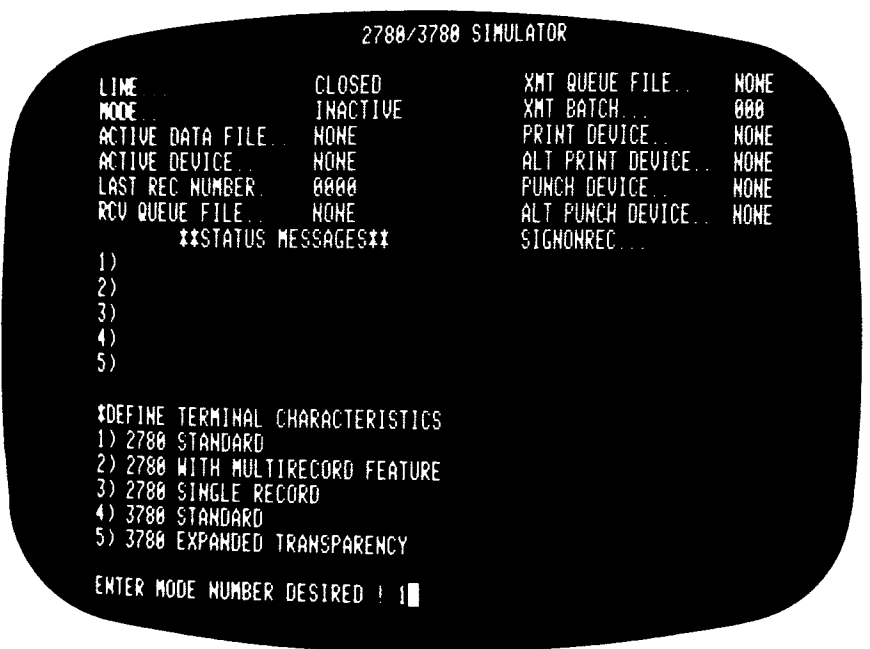 2780/3780 SIMULATOR
LINE... CLOSED XMT QUEUE FILE.. NONE
MODE.. INACTIVE XMT BATCH... 000
ACTIVE DATA FILE.. NONE PRINT DEVICE.. NONE
ACTIVE DEVICE.. NONE ALT PRINT DEVICE.. NONE
LAST REC NUMBER. 0000 PUNCH DEVICE.. NONE
RCV QUEUE FILE.. NONE ALT PUNCH DEVICE.. NONE
**STATUS MESSAGES** SIGNONREC...
1)
2)
3)
4)
5)
*DEFINE TERMINAL CHARACTERISTICS
1) 2780 STANDARD
2) 2780 WITH MULTIRECORD FEATURE
3) 2780 SINGLE RECORD
4) 3780 STANDARD
5) 3780 EXPANDED TRANSPARENCY
ENTER MODE NUMBER DESIRED ! 1